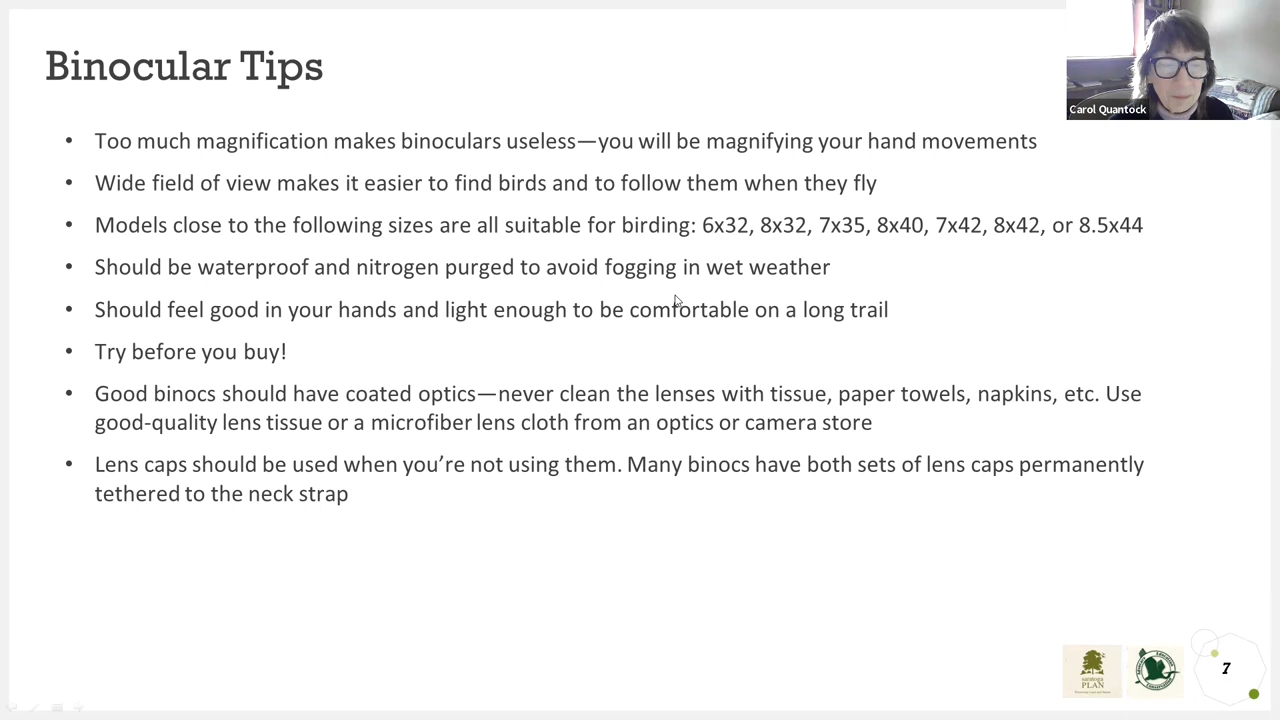 Binocular Tips
Carol Quantock
• Too much magnification makes binoculars useless—you will be magnifying your hand movements
• Wide field of view makes it easier to find birds and to follow them when they fly
• Models close to the following sizes are all suitable for birding: 6x32, 8x32, 7x35, 8x40, 7x42, 8x42, or 8.5x44
• Should be waterproof and nitrogen purged to avoid fogging in wet weather
• Should feel good in your hands and light enough to be comfortable on a long trail
• Try before you buy!
• Good binocs should have coated optics—never clean the lenses with tissue, paper towels, napkins, etc. Use
good-quality lens tissue or a microfiber lens cloth from an optics or camera store
• Lens caps should be used when you’re not using them. Many binocs have both sets of lens caps permanently
tethered to the neck strap
saratoga
PLAN
7